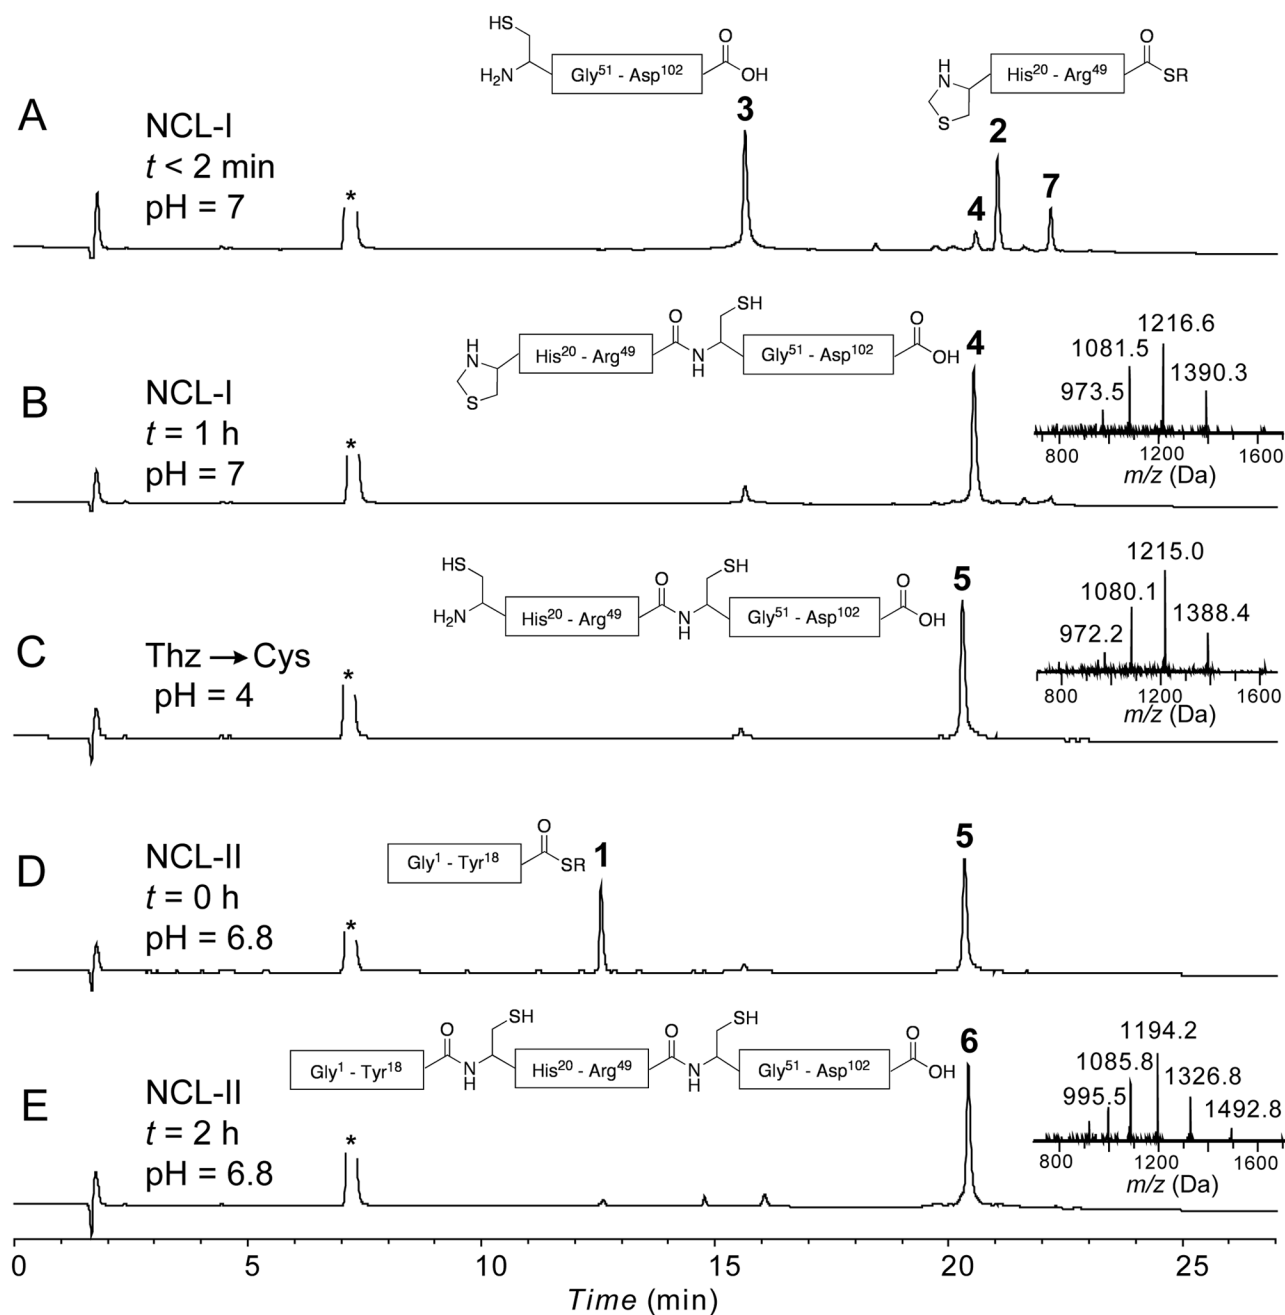 HS
H₂N
Gly⁵¹ - Asp¹⁰²
O
OH
3
HN
S
His²⁰ - Arg⁴⁹
O
SR
2
4
7
A
NCL-I
t < 2 min
pH = 7
*
HN
S
His²⁰ - Arg⁴⁹
O
N
H
SH
Gly⁵¹ - Asp¹⁰²
O
OH
4
B
NCL-I
t = 1 h
pH = 7
*
973.5
1081.5
1216.6
1390.3
800 1200 1600
m/z (Da)
HS
H₂N
His²⁰ - Arg⁴⁹
O
N
H
SH
Gly⁵¹ - Asp¹⁰²
O
OH
5
C
Thz → Cys
pH = 4
*
972.2
1080.1
1215.0
1388.4
800 1200 1600
m/z (Da)
D
NCL-II
t = 0 h
pH = 6.8
*
Gly¹ - Tyr¹⁸
O
SR
1
5
E
NCL-II
t = 2 h
pH = 6.8
*
Gly¹ - Tyr¹⁸
O
N
H
SH
His²⁰ - Arg⁴⁹
O
N
H
SH
Gly⁵¹ - Asp¹⁰²
O
OH
6
995.5
1085.8
1194.2
1326.8
1492.8
800 1200 1600
m/z (Da)
0 5 10 15 20 25
Time (min)